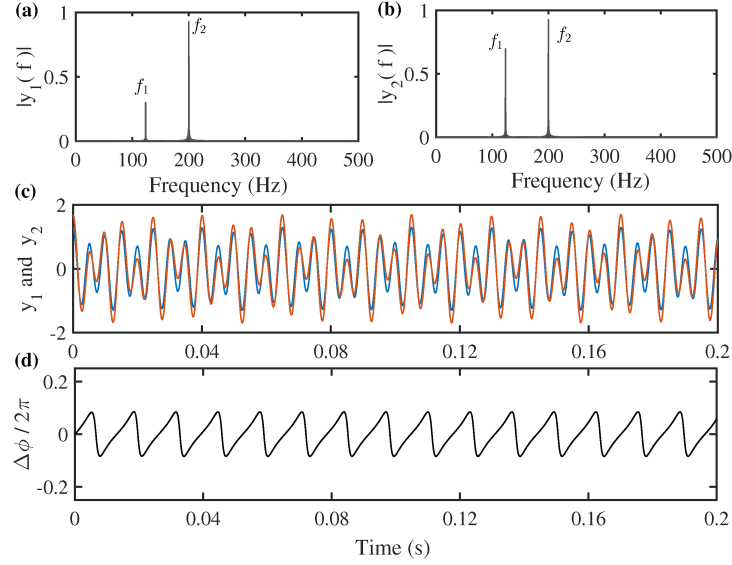 (a)
1
0.5
0
|y₁( f )|
f₁
f₂
0 100 200 300 400 500
Frequency (Hz)
(b)
1
0.5
0
|y₂( f )|
f₁
f₂
0 100 200 300 400 500
Frequency (Hz)
(c)
2
0
-2
y₁ and y₂
0 0.04 0.08 0.12 0.16 0.2
(d)
0.2
0
-0.2
Δϕ / 2π
0 0.04 0.08 0.12 0.16 0.2
Time (s)